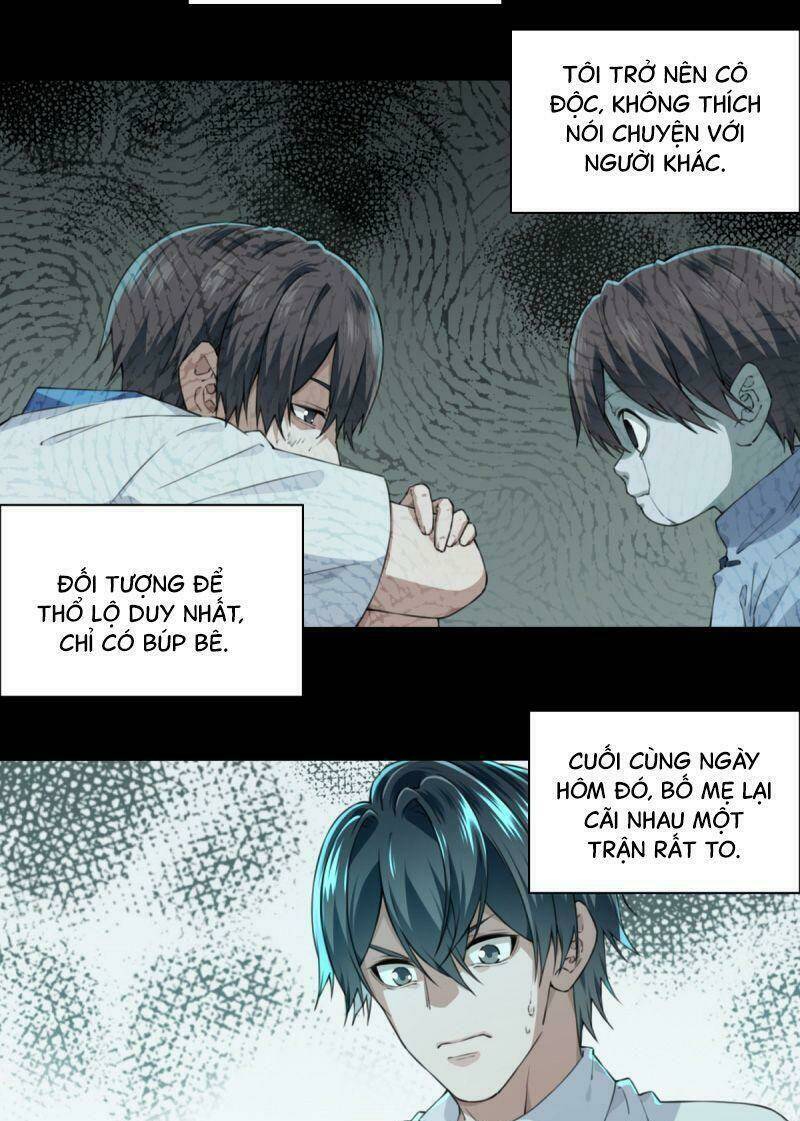 TÔI TRỞ NÊN CÔ
ĐỘC, KHÔNG THÍCH
NÓI CHUYỆN VỚI
NGƯỜI KHÁC.
ĐỐI TƯỢNG ĐỂ
THỔ LỘ DUY NHẤT,
CHỈ CÓ BÚP BÊ.
CUỐI CÙNG NGÀY
HÔM ĐÓ, BỐ MẸ LẠI
CÃI NHAU MỘT
TRẬN RẤT TO.